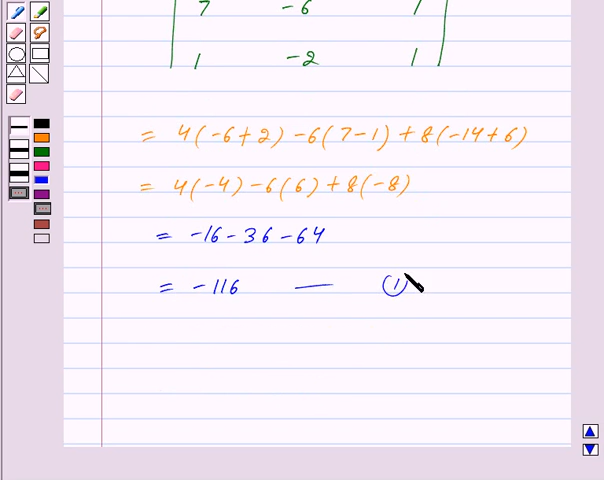 7 -6 1
1 -2 1
= 4(-6+2) -6(7-1) +8(-14+6)
= 4(-4) -6(6) +8(-8)
= -16 -36 -64
= -116 — (1)